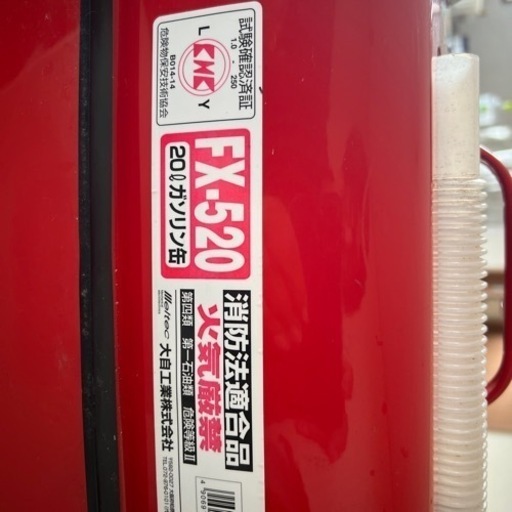 試験確認済証
1.0 - 250
L KHK Y
B014-14
危険物保安技術協会
FX-520
20ℓガソリン缶
消防法適合品
火気厳禁
第四類 第一石油類 危険等級Ⅱ
Meltec 大自工業株式会社